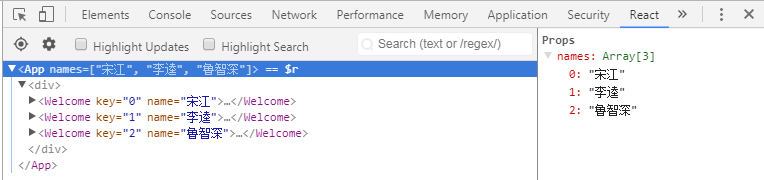 Elements Console Sources Network Performance Memory Application Security React »
Highlight Updates Highlight Search Search (text or /regex/)
<App names=["宋江", "李逵", "鲁智深"]> == $r
<div>
<Welcome key="0" name="宋江">…</Welcome>
<Welcome key="1" name="李逵">…</Welcome>
<Welcome key="2" name="鲁智深">…</Welcome>
</div>
</App>
Props
names: Array[3]
0: "宋江"
1: "李逵"
2: "鲁智深"